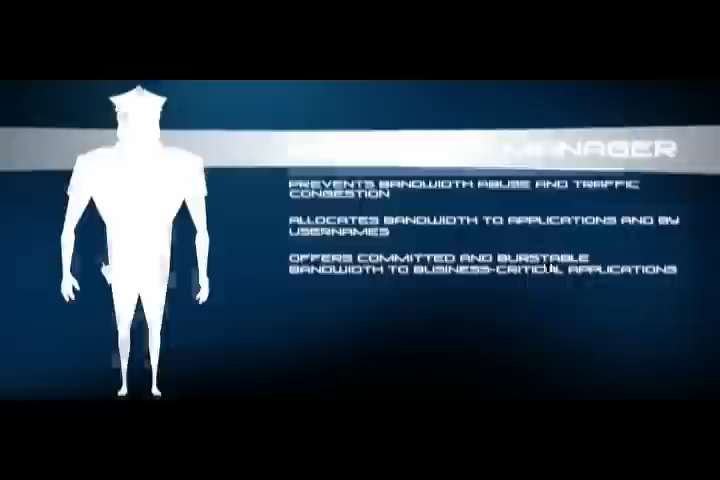 MANAGER
PREVENTS BANDWIDTH ABUSE AND TRAFFIC
CONGESTION
ALLOCATES BANDWIDTH TO APPLICATIONS AND BY
USERNAMES
OFFERS COMMITTED AND BURSTABLE
BANDWIDTH TO BUSINESS-CRITICAL APPLICATIONS